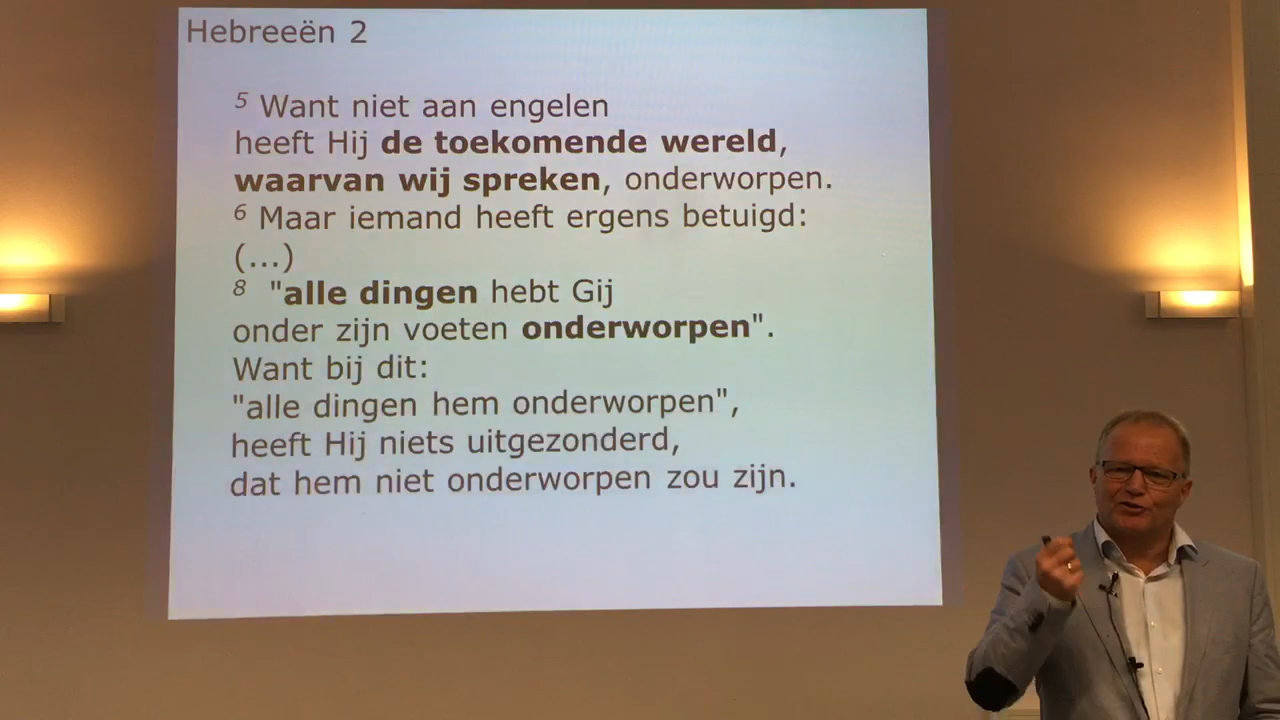 Hebreeën 2
5 Want niet aan engelen
heeft Hij de toekomende wereld,
waarvan wij spreken, onderworpen.
6 Maar iemand heeft ergens betuigd:
(...)
8 "alle dingen hebt Gij
onder zijn voeten onderworpen".
Want bij dit:
"alle dingen hem onderworpen",
heeft Hij niets uitgezonderd,
dat hem niet onderworpen zou zijn.